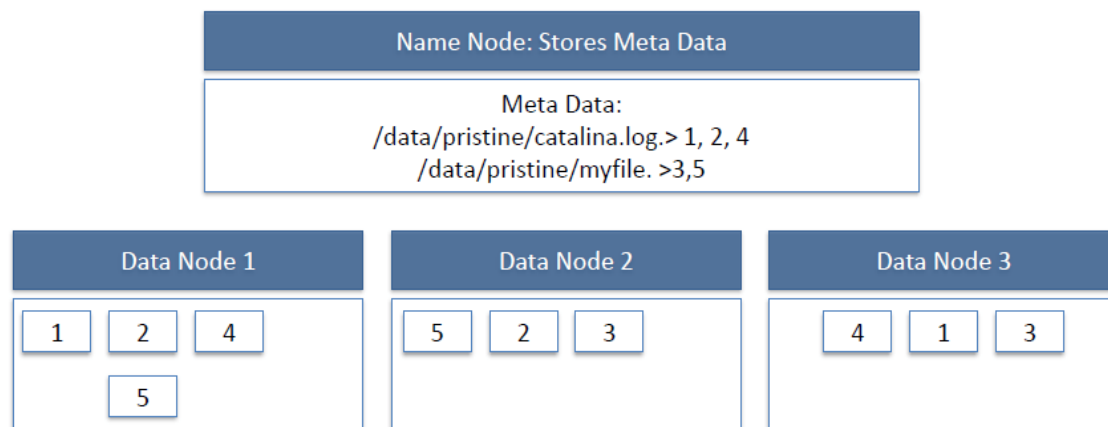 Name Node: Stores Meta Data
Meta Data:
/data/pristine/catalina.log.> 1, 2, 4
/data/pristine/myfile. >3,5
Data Node 1
1 2 4
5
Data Node 2
5 2 3
Data Node 3
4 1 3